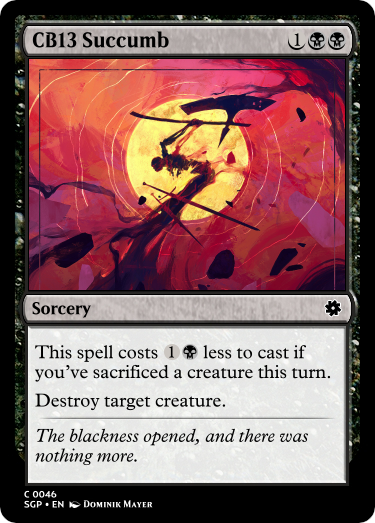 CB13 Succumb 1
Sorcery
This spell costs 1 less to cast if
you've sacrificed a creature this turn.
Destroy target creature.
The blackness opened, and there was
nothing more.
C 0046
SGP • EN Dominik Mayer